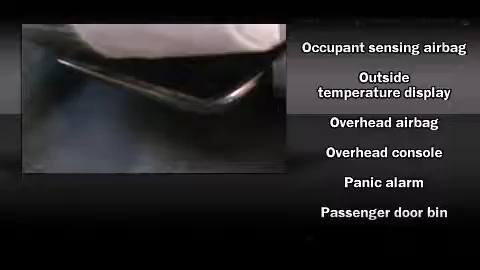 Occupant sensing airbag
Outside
temperature display
Overhead airbag
Overhead console
Panic alarm
Passenger door bin